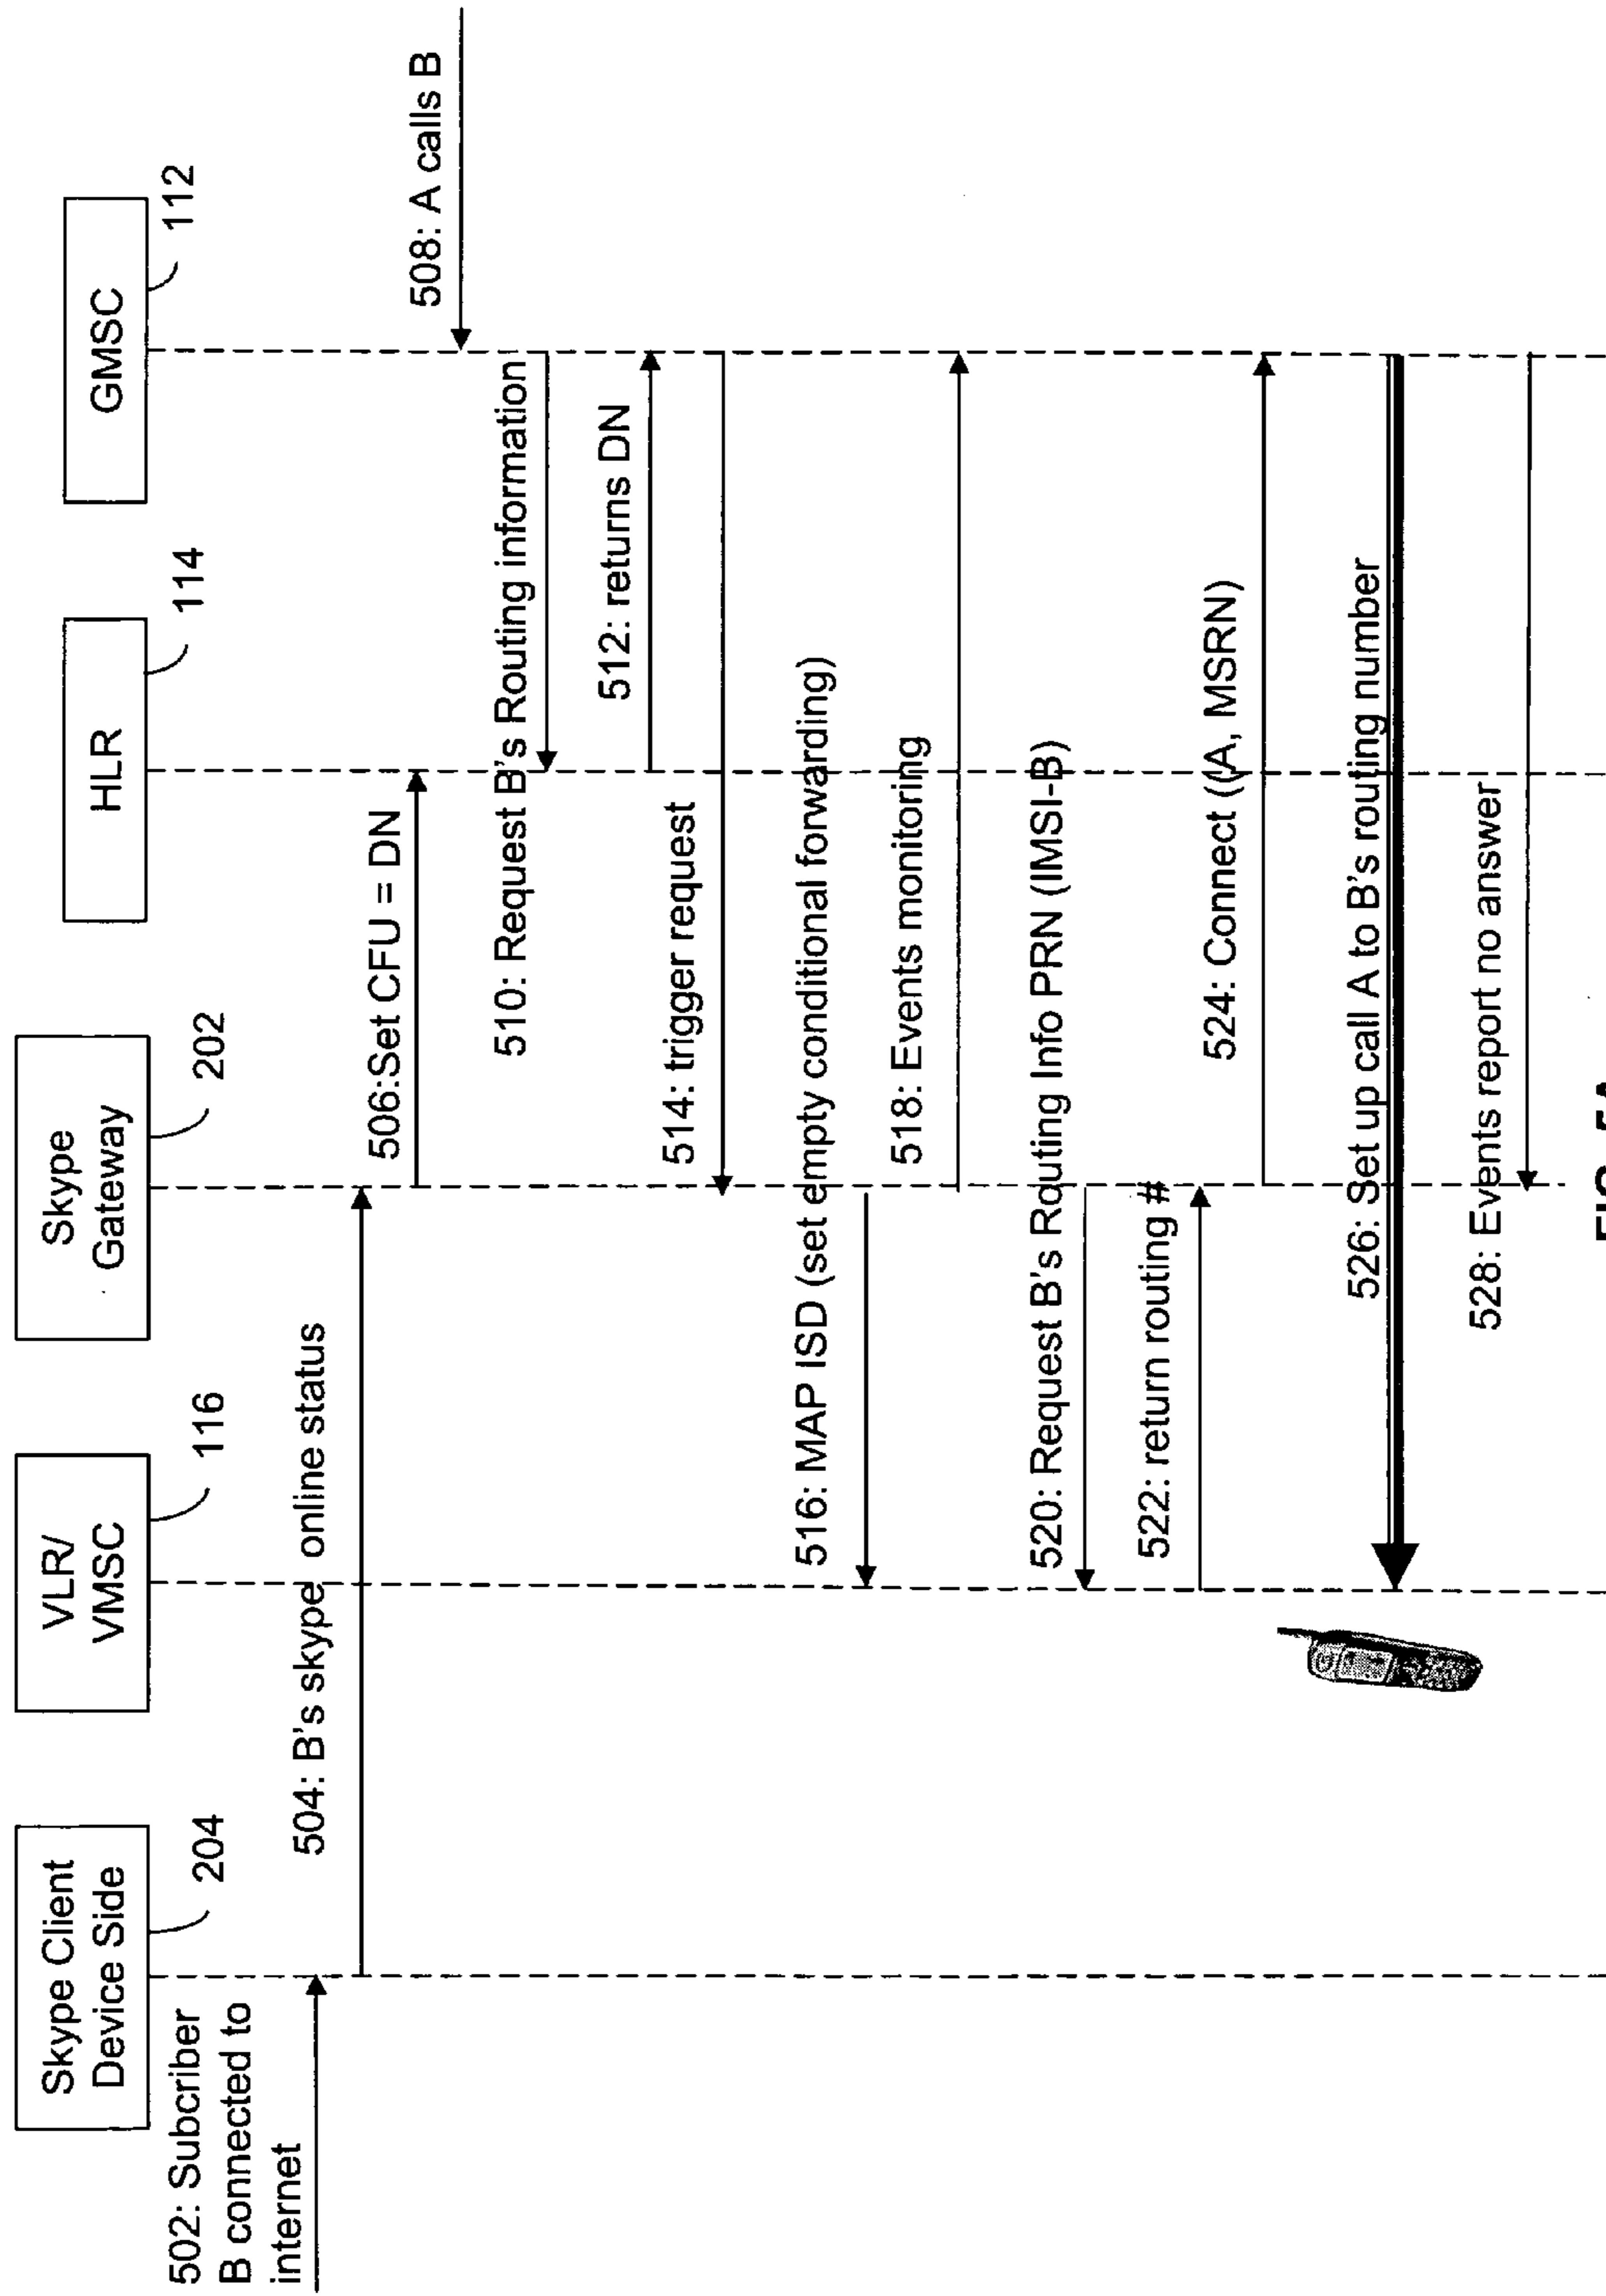 Skype Client
Device Side
204
VLR/
VMSC
116
Skype
Gateway
202
HLR
114
GMSC
112
502: Subcriber
B connected to
internet
504: B's skype online status
506:Set CFU = DN
508: A calls B
510: Request B's Routing information
512: returns DN
514: trigger request
516: MAP ISD (set empty conditional forwarding)
518: Events monitoring
520: Request B's Routing Info PRN (IMSI-B)
522: return routing #
524: Connect ((A, MSRN)
526: Set up call A to B's routing number
528: Events report no answer